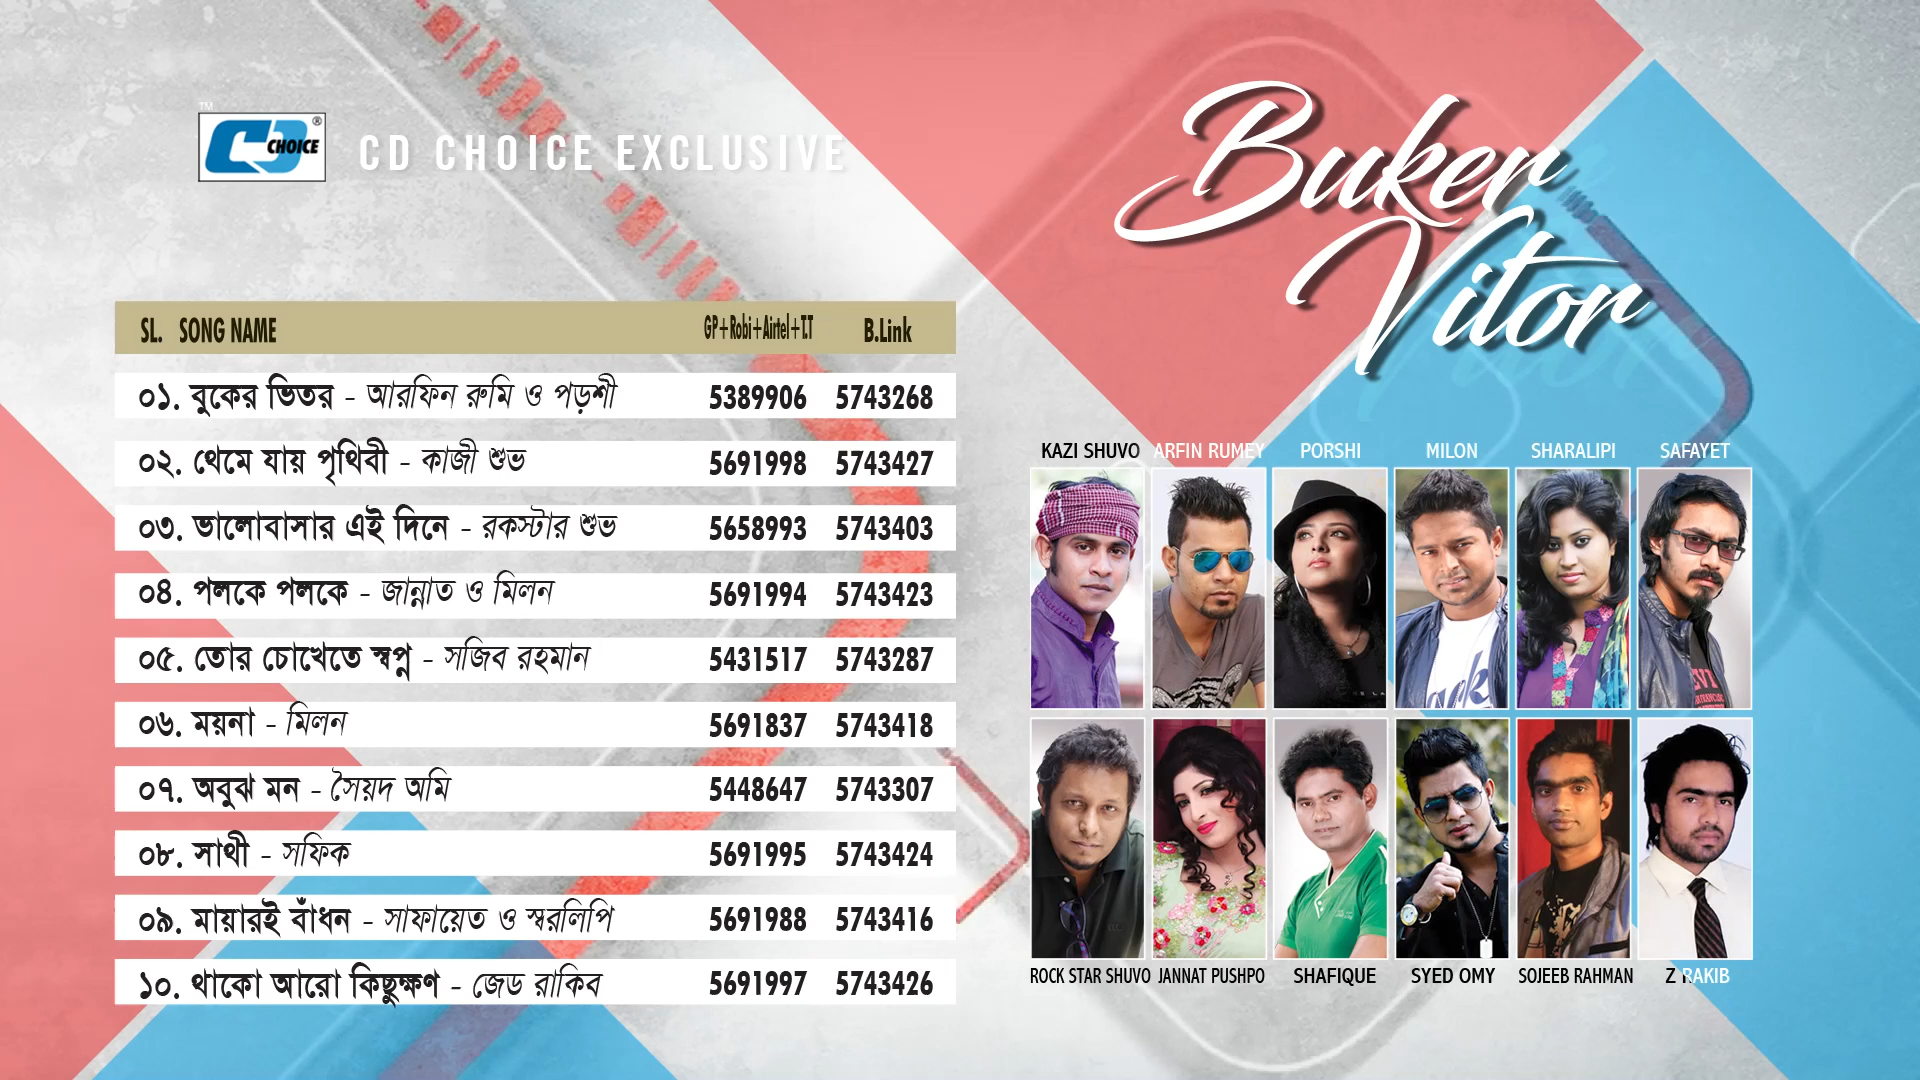 TM
CD CHOICE ®
CD CHOICE EXCLUSIVE
Buker
Vitor
SL. SONG NAME GP+Robi+Airtel+T.T B.Link
০১. বুকের ভিতর - আরফিন রুমি ও পড়শী 5389906 5743268
০২. থেমে যায় পৃথিবী - কাজী শুভ 5691998 5743427
০৩. ভালোবাসার এই দিনে - রকস্টার শুভ 5658993 5743403
০৪. পলকে পলকে - জান্নাত ও মিলন 5691994 5743423
০৫. তোর চোখেতে স্বপ্ন - সজিব রহমান 5431517 5743287
০৬. ময়না - মিলন 5691837 5743418
০৭. অবুঝ মন - সৈয়দ অমি 5448647 5743307
০৮. সাথী - সফিক 5691995 5743424
০৯. মায়ারই বাঁধন - সাফায়েত ও স্বরলিপি 5691988 5743416
১০. থাকো আরো কিছুক্ষণ - জেড রাকিব 5691997 5743426
KAZI SHUVO ARFIN RUMEY PORSHI MILON SHARALIPI SAFAYET
ROCK STAR SHUVO JANNAT PUSHPO SHAFIQUE SYED OMY SOJEEB RAHMAN Z RAKIB